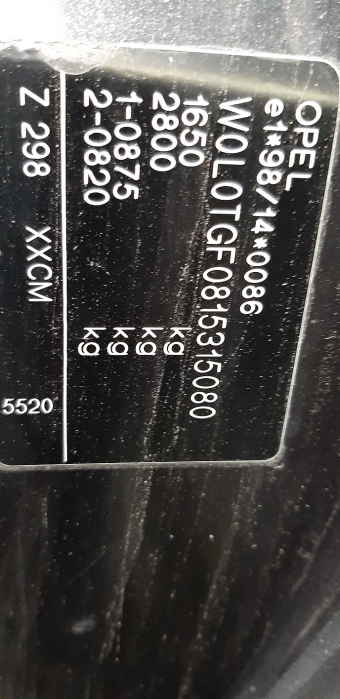 OPEL
e1*98/14*0086
W0L0TGF0815315080
1650 kg
2800 kg
1-0875 kg
2-0820 kg
Z 298 XXCM
5520